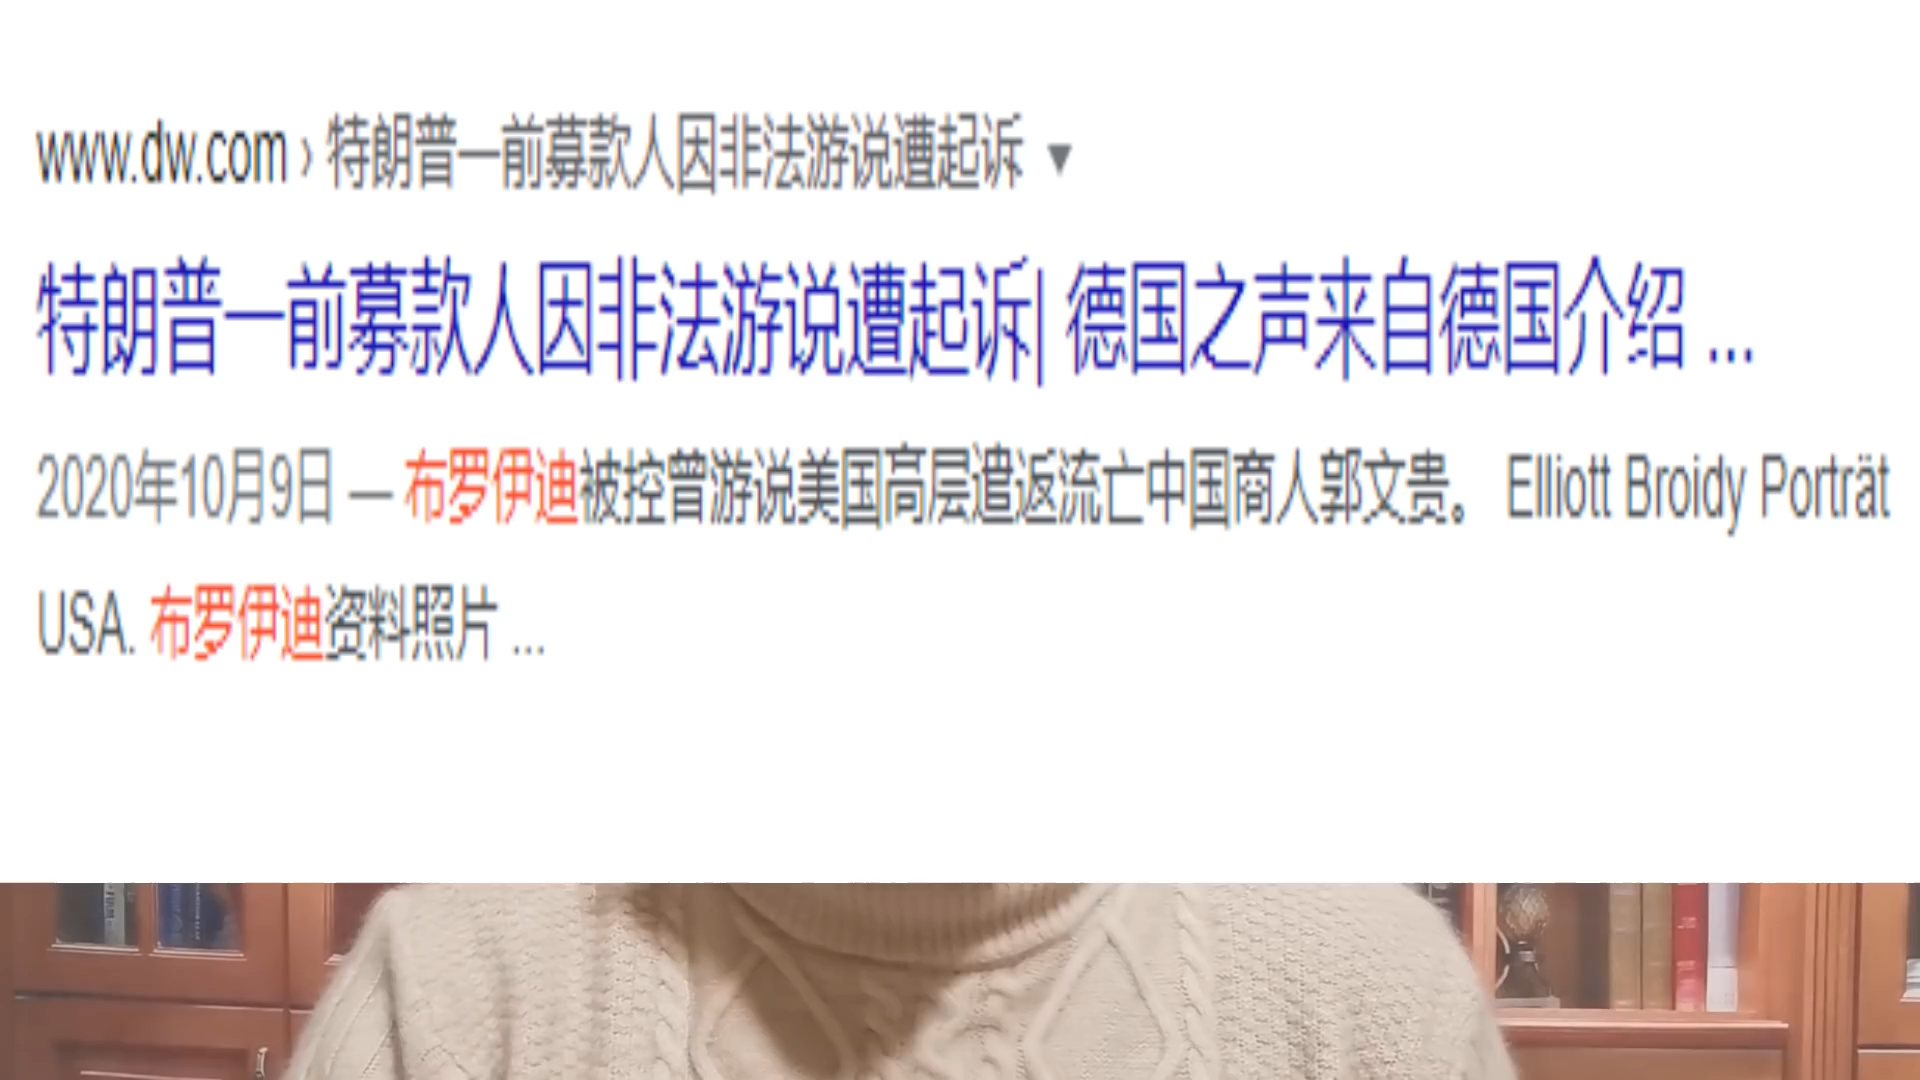 www.dw.com › 特朗普一前募款人因非法游说遭起诉 ▼
特朗普一前募款人因非法游说遭起诉| 德国之声来自德国介绍 ...
2020年10月9日 — 布罗伊迪被控曾游说美国高层遣返流亡中国商人郭文贵。 Elliott Broidy Porträt
USA. 布罗伊迪资料照片 ...